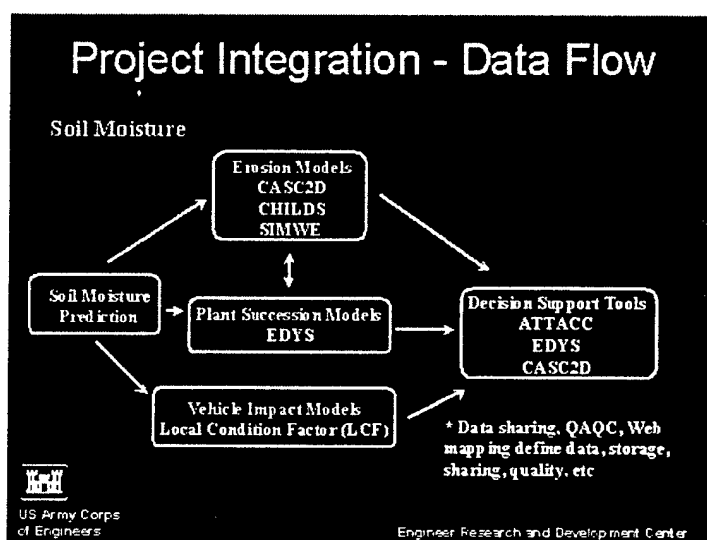 Project Integration - Data Flow
Soil Moisture
Erosion Models
CASC2D
CHILDS
SIMWE
Soil Moisture
Prediction
Plant Succession Models
EDYS
Decision Support Tools
ATTACC
EDYS
CASC2D
Vehicle Impact Models
Local Condition Factor (LCF)
* Data sharing, QAQC, Web
mapping define data, storage,
sharing, quality, etc
US Army Corps
of Engineers
Engineer Research and Development Center